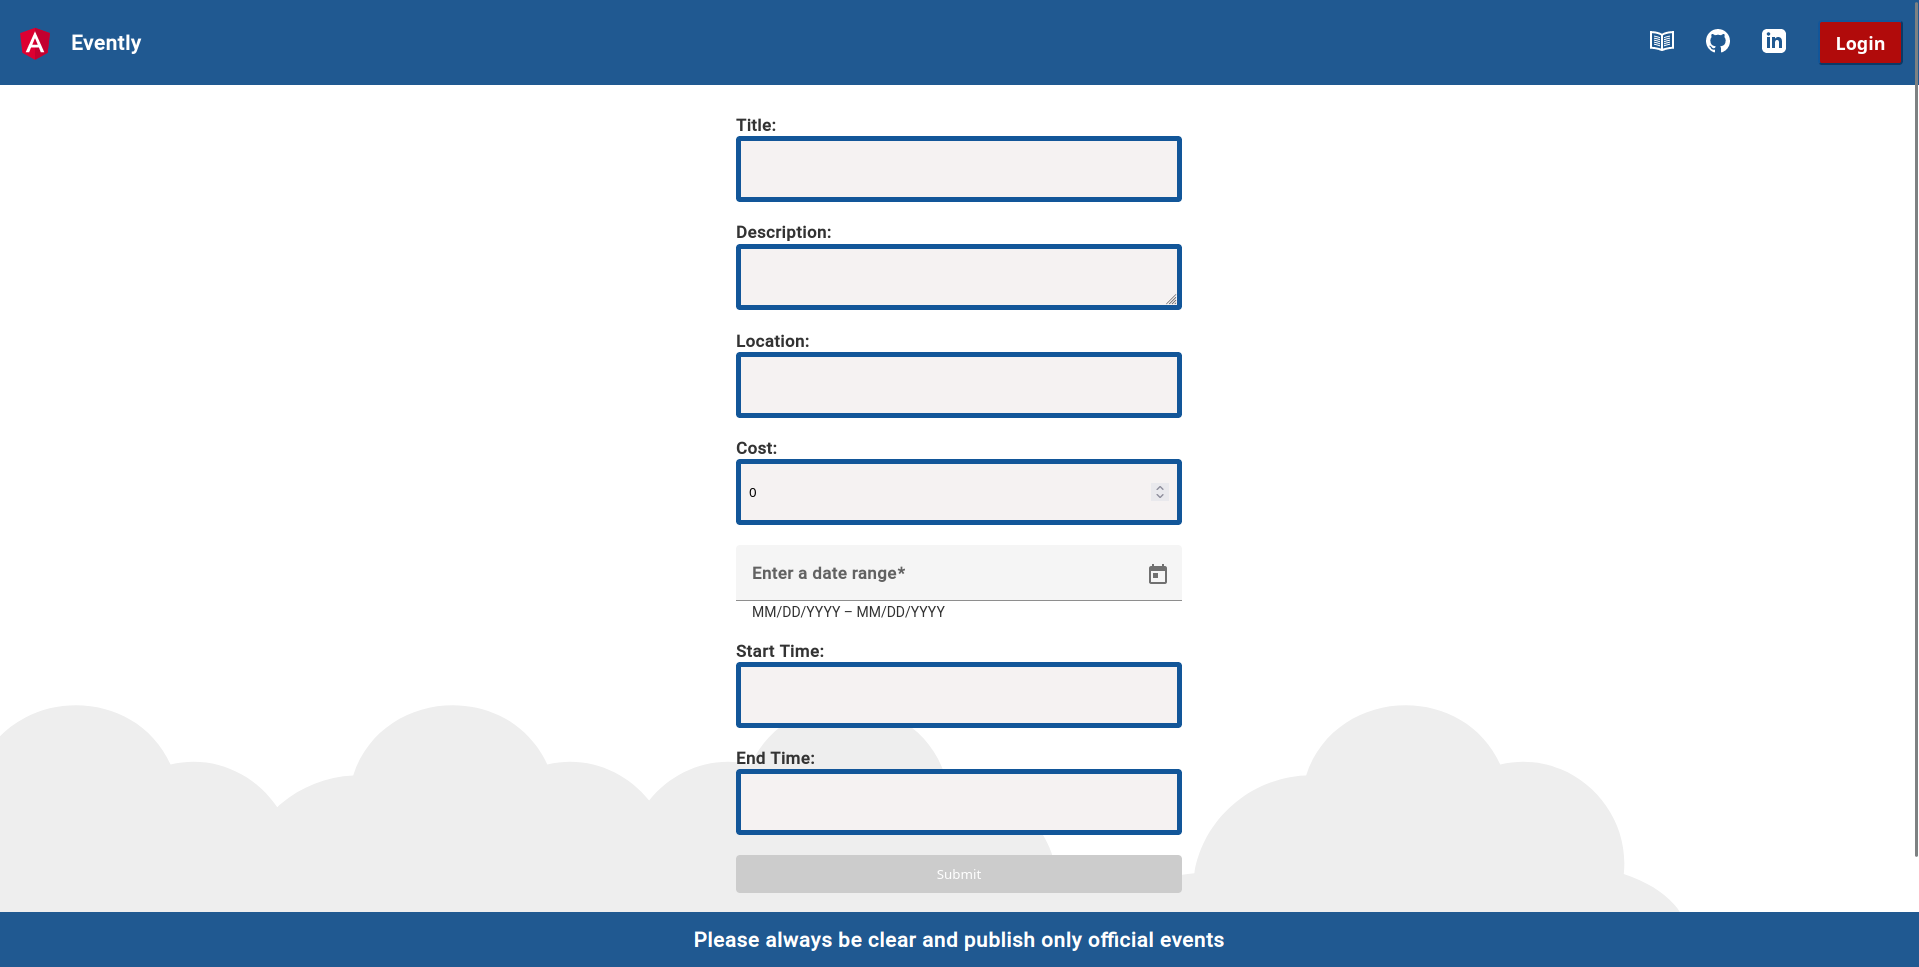 Evently
Login
Title:
Description:
Location:
Cost:
0
Enter a date range*
MM/DD/YYYY – MM/DD/YYYY
Start Time:
End Time:
Submit
Please always be clear and publish only official events